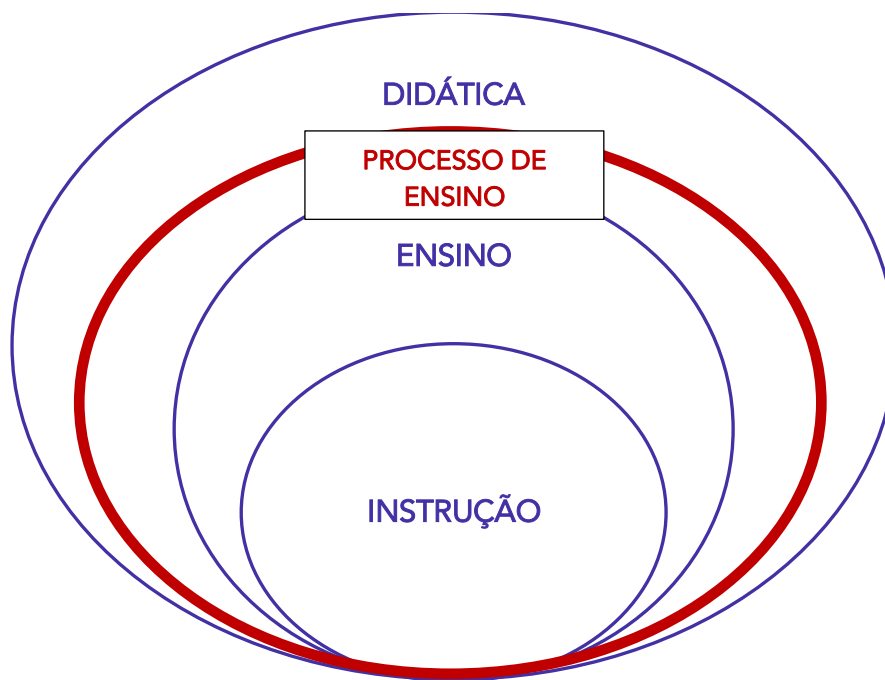 DIDÁTICA
PROCESSO DE
ENSINO
ENSINO
INSTRUÇÃO